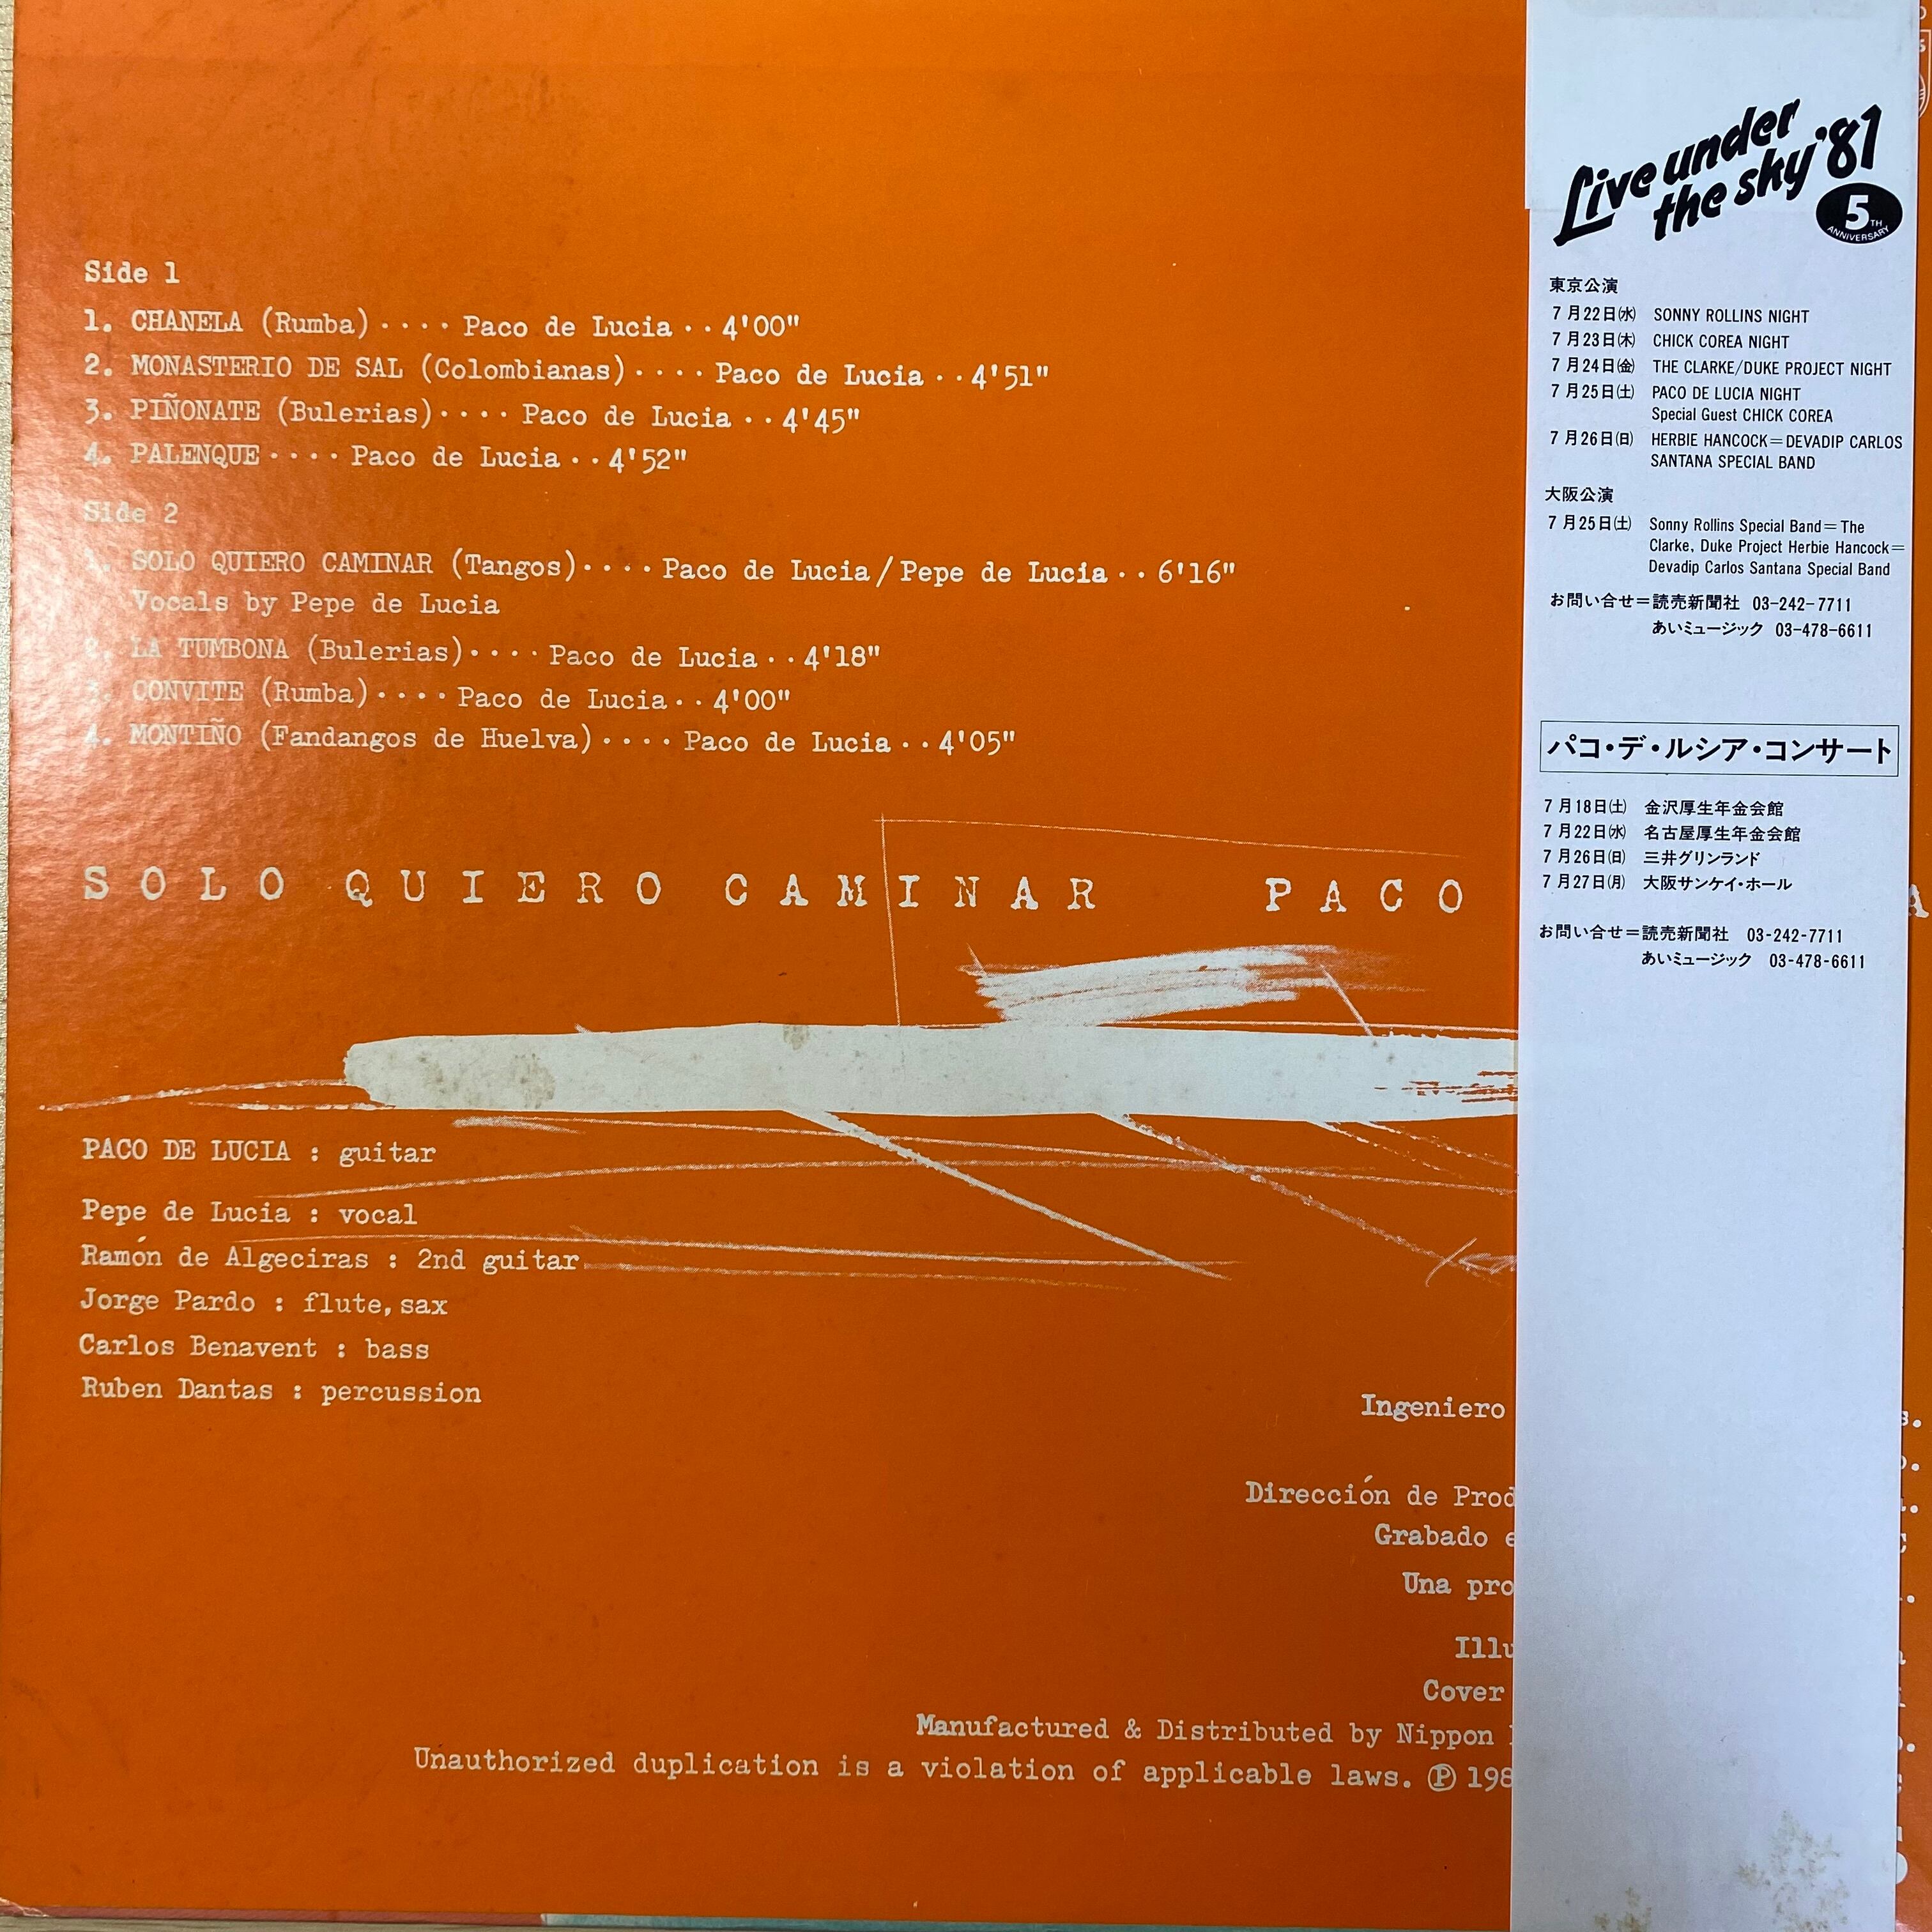 Side 1
1. CHANELA (Rumba)････Paco de Lucia･･4'00"
2. MONASTERIO DE SAL (Colombianas)････Paco de Lucia･･4'51"
3. PIÑONATE (Bulerias)････Paco de Lucia･･4'45"
4. PALENQUE････Paco de Lucia･･4'52"
Side 2
1. SOLO QUIERO CAMINAR (Tangos)････Paco de Lucia/Pepe de Lucia･･6'16"
Vocals by Pepe de Lucia
2. LA TUMBONA (Bulerias)････Paco de Lucia･･4'18"
3. CONVITE (Rumba)････Paco de Lucia･･4'00"
4. MONTIÑO (Fandangos de Huelva)････Paco de Lucia･･4'05"
SOLO QUIERO CAMINAR PACO
PACO DE LUCIA : guitar
Pepe de Lucia : vocal
Ramón de Algeciras : 2nd guitar
Jorge Pardo : flute, sax
Carlos Benavent : bass
Ruben Dantas : percussion
Ingeniero
Dirección de Prod
Grabado
Una pro
Illu
Cover
Manufactured & Distributed by Nippon
Unauthorized duplication is a violation of applicable laws. Ⓟ 198
Live under
the sky '81
5TH
ANNIVERSARY
東京公演
7月22日㈬ SONNY ROLLINS NIGHT
7月23日㈭ CHICK COREA NIGHT
7月24日㈮ THE CLARKE/DUKE PROJECT NIGHT
7月25日㈯ PACO DE LUCIA NIGHT
Special Guest CHICK COREA
7月26日㈰ HERBIE HANCOCK＝DEVADIP CARLOS
SANTANA SPECIAL BAND
大阪公演
7月25日㈯ Sonny Rollins Special Band＝The
Clarke, Duke Project Herbie Hancock＝
Devadip Carlos Santana Special Band
お問い合せ＝読売新聞社 03-242-7711
あいミュージック 03-478-6611
パコ・デ・ルシア・コンサート
7月18日㈯ 金沢厚生年金会館
7月22日㈬ 名古屋厚生年金会館
7月26日㈰ 三井グリンランド
7月27日㈪ 大阪サンケイ・ホール
お問い合せ＝読売新聞社 03-242-7711
あいミュージック 03-478-6611